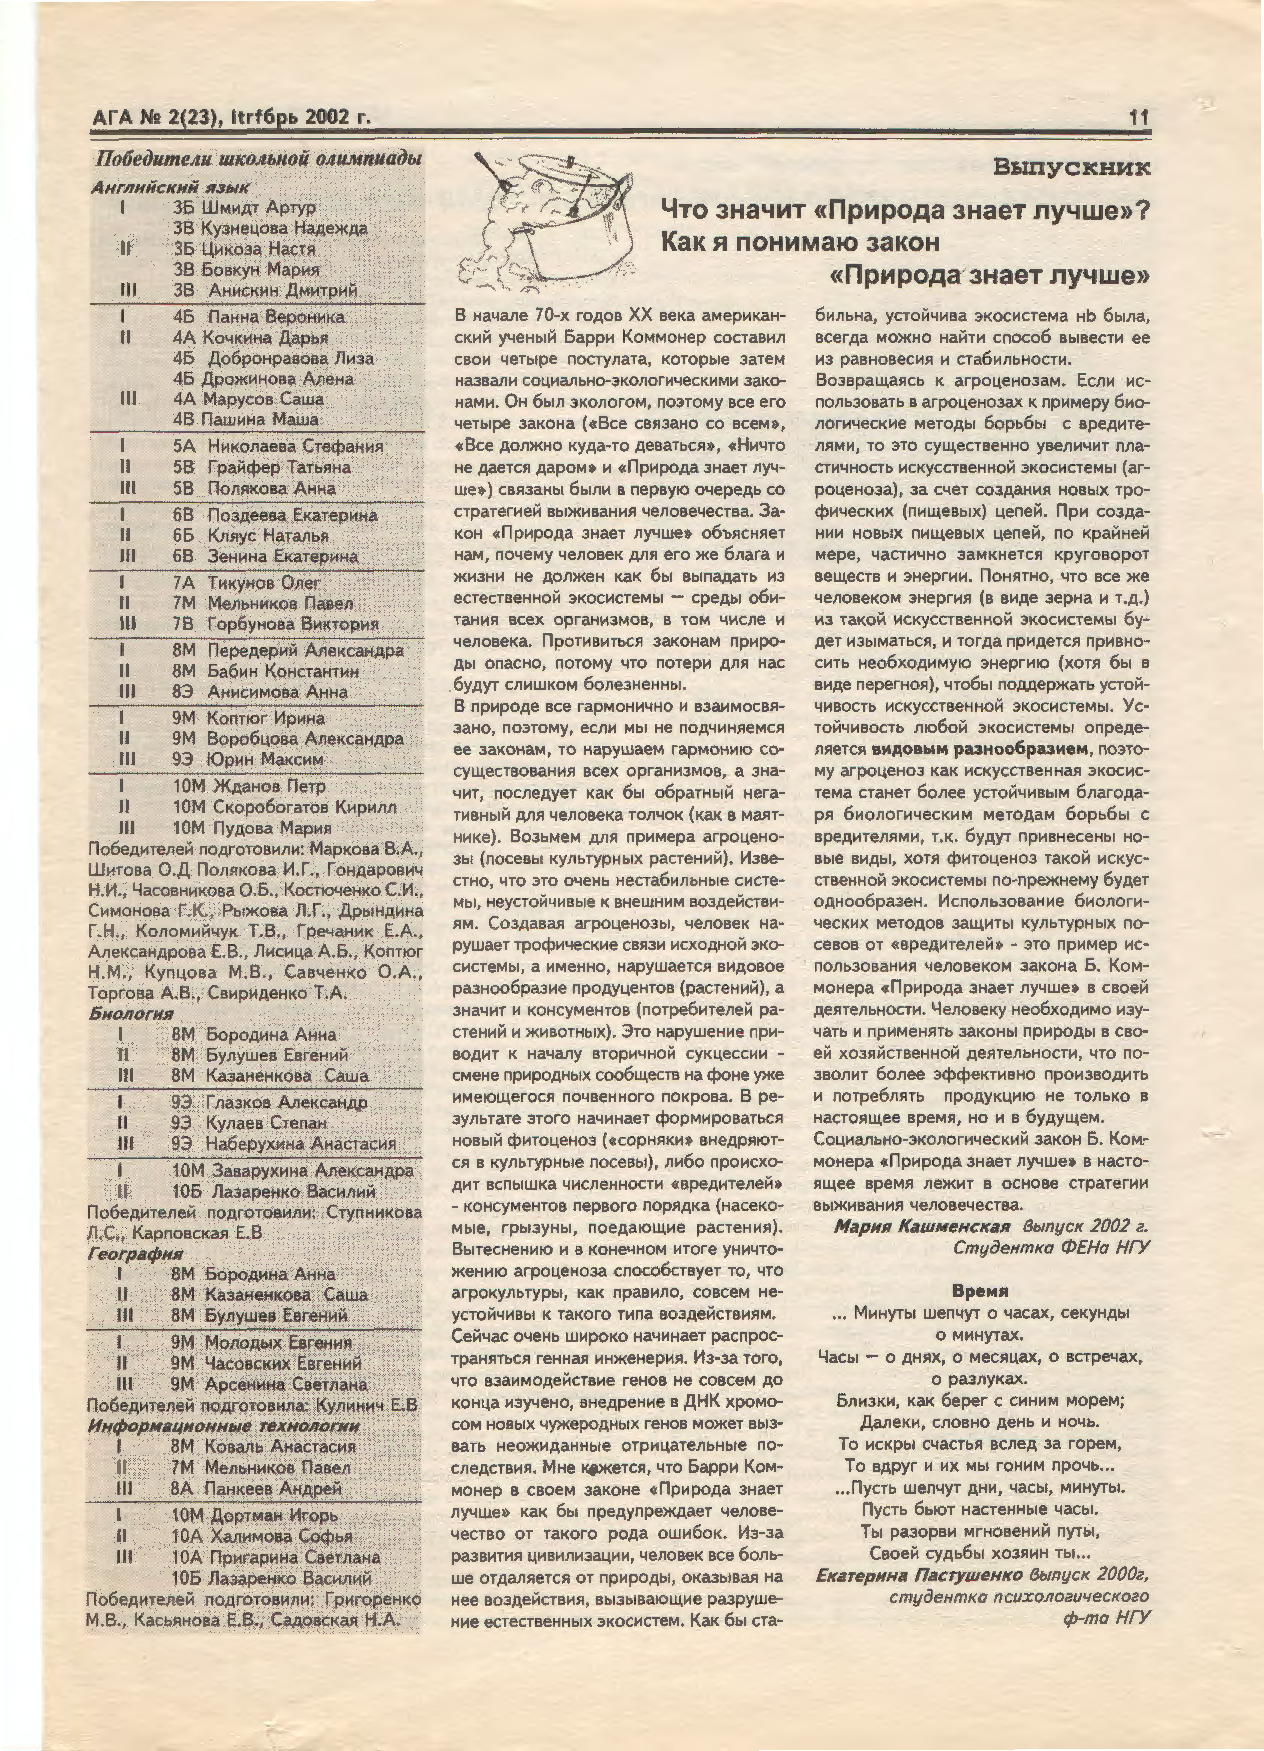 АГА № 2(23), ltrfбрь 2002 г. 11
Победители школьной олимпиады
Английский язык
I 3Б Шмидт Артур
3В Кузнецова Надежда
II 3Б Цикоза Настя
3В Бовкун Мария
III 3В Анискин Дмитрий
I 4Б Панна Вероника
II 4А Кочкина Дарья
4Б Добронравова Лиза
4Б Дрожинова Алена
III 4А Марусов Саша
4В Пашина Маша
I 5А Николаева Стефания
II 5В Грайфер Татьяна
III 5В Полякова Анна
I 6В Поздеева Екатерина
II 6Б Кляус Наталья
III 6В Зенина Екатерина
I 7А Тикунов Олег
II 7М Мельников Павел
III 7В Горбунова Виктория
I 8М Передерий Александра
II 8М Бабин Константин
III 8Э Анисимова Анна
I 9М Коптюг Ирина
II 9М Воробцова Александра
III 9Э Юрин Максим
I 10М Жданов Петр
II 10М Скоробогатов Кирилл
III 10М Пудова Мария
Победителей подготовили: Маркова В.А.,
Шитова О.Д Полякова И.Г., Гондарович
Н.И., Часовникова О.Б., Костюченко С.И.,
Симонова Г.К., Рыжова Л.Г., Дрындина
Г.Н., Коломийчук Т.В., Гречаник Е.А.,
Александрова Е.В., Лисица А.Б., Коптюг
Н.М., Купцова М.В., Савченко О.А.,
Торгова А.В., Свириденко Т.А.
Биология
I 8М Бородина Анна
II 8М Булушев Евгений
III 8М Казаненкова Саша
I 9Э Глазков Александр
II 9Э Кулаев Степан
III 9Э Наберухина Анастасия
I 10М Заварухина Александра
II 10Б Лазаренко Василий
Победителей подготовили: Ступникова
Л.С., Карповская Е.В
География
I 8М Бородина Анна
II 8М Казаненкова Саша
III 8М Булушев Евгений
I 9М Молодых Евгения
II 9М Часовских Евгений
III 9М Арсенина Светлана
Победителей подготовила: Кулинич Е.В
Информационные технологии
I 8М Коваль Анастасия
II 7М Мельников Павел
III 8А Панкеев Андрей
I 10М Дортман Игорь
II 10А Халимова Софья
III 10А Пригарина Светлана
10Б Лазаренко Василий
Победителей подготовили: Григоренко
М.В., Касьянова Е.В., Садовская Н.А.
Выпускник
Что значит «Природа знает лучше»?
Как я понимаю закон
«Природа знает лучше»
В начале 70-х годов XX века американ-
ский ученый Барри Коммонер составил
свои четыре постулата, которые затем
назвали социально-экологическими зако-
нами. Он был экологом, поэтому все его
четыре закона («Все связано со всем»,
«Все должно куда-то деваться», «Ничто
не дается даром» и «Природа знает луч-
ше») связаны были в первую очередь со
стратегией выживания человечества. За-
кон «Природа знает лучше» объясняет
нам, почему человек для его же блага и
жизни не должен как бы выпадать из
естественной экосистемы — среды оби-
тания всех организмов, в том числе и
человека. Противиться законам приро-
ды опасно, потому что потери для нас
будут слишком болезненны.
В природе все гармонично и взаимосвя-
зано, поэтому, если мы не подчиняемся
ее законам, то нарушаем гармонию со-
существования всех организмов, а зна-
чит, последует как бы обратный нега-
тивный для человека толчок (как в маят-
нике). Возьмем для примера агроцено-
зы (посевы культурных растений). Изве-
стно, что это очень нестабильные систе-
мы, неустойчивые к внешним воздействи-
ям. Создавая агроценозы, человек на-
рушает трофические связи исходной эко-
системы, а именно, нарушается видовое
разнообразие продуцентов (растений), а
значит и консументов (потребителей ра-
стений и животных). Это нарушение при-
водит к началу вторичной сукцессии -
смене природных сообществ на фоне уже
имеющегося почвенного покрова. В ре-
зультате этого начинает формироваться
новый фитоценоз («сорняки» внедряют-
ся в культурные посевы), либо происхо-
дит вспышка численности «вредителей»
- консументов первого порядка (насеко-
мые, грызуны, поедающие растения).
Вытеснению и в конечном итоге уничто-
жению агроценоза способствует то, что
агрокультуры, как правило, совсем не-
устойчивы к такого типа воздействиям.
Сейчас очень широко начинает распрос-
траняться генная инженерия. Из-за того,
что взаимодействие генов не совсем до
конца изучено, внедрение в ДНК хромо-
сом новых чужеродных генов может выз-
вать неожиданные отрицательные по-
следствия. Мне кажется, что Барри Ком-
монер в своем законе «Природа знает
лучше» как бы предупреждает челове-
чество от такого рода ошибок. Из-за
развития цивилизации, человек все боль-
ше отдаляется от природы, оказывая на
нее воздействия, вызывающие разруше-
ние естественных экосистем. Как бы ста-
бильна, устойчива экосистема нb была,
всегда можно найти способ вывести ее
из равновесия и стабильности.
Возвращаясь к агроценозам. Если ис-
пользовать в агроценозах к примеру био-
логические методы борьбы с вредите-
лями, то это существенно увеличит пла-
стичность искусственной экосистемы (аг-
роценоза), за счет создания новых тро-
фических (пищевых) цепей. При созда-
нии новых пищевых цепей, по крайней
мере, частично замкнется круговорот
веществ и энергии. Понятно, что все же
человеком энергия (в виде зерна и т.д.)
из такой искусственной экосистемы бу-
дет изыматься, и тогда придется привно-
сить необходимую энергию (хотя бы в
виде перегноя), чтобы поддержать устой-
чивость искусственной экосистемы. Ус-
тойчивость любой экосистемы опреде-
ляется видовым разнообразием, поэто-
му агроценоз как искусственная экосис-
тема станет более устойчивым благода-
ря биологическим методам борьбы с
вредителями, т.к. будут привнесены но-
вые виды, хотя фитоценоз такой искус-
ственной экосистемы по-прежнему будет
однообразен. Использование биологи-
ческих методов защиты культурных по-
севов от «вредителей» - это пример ис-
пользования человеком закона Б. Ком-
монера «Природа знает лучше» в своей
деятельности. Человеку необходимо изу-
чать и применять законы природы в сво-
ей хозяйственной деятельности, что по-
зволит более эффективно производить
и потреблять продукцию не только в
настоящее время, но и в будущем.
Социально-экологический закон Б. Ком-
монера «Природа знает лучше» в насто-
ящее время лежит в основе стратегии
выживания человечества.
Мария Кашменская выпуск 2002 г.
Студентка ФЕНа НГУ
Время
... Минуты шепчут о часах, секунды
о минутах.
Часы — о днях, о месяцах, о встречах,
о разлуках.
Близки, как берег с синим морем;
Далеки, словно день и ночь.
То искры счастья вслед за горем,
То вдруг и их мы гоним прочь...
...Пусть шепчут дни, часы, минуты.
Пусть бьют настенные часы.
Ты разорви мгновений путы,
Своей судьбы хозяин ты...
Екатерина Пастушенко выпуск 2000г,
студентка психологического
ф-та НГУ